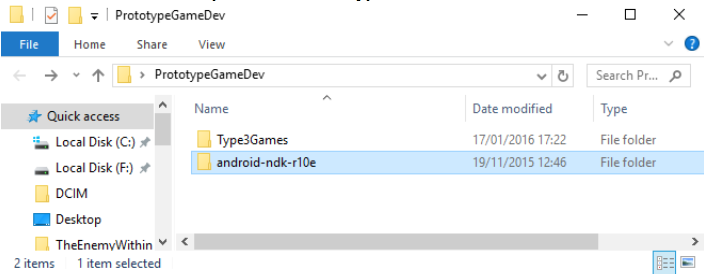 PrototypeGameDev
File Home Share View
PrototypeGameDev Search Pr...
Quick access
Local Disk (C:)
Local Disk (F:)
DCIM
Desktop
TheEnemyWithin
Name Date modified Type
Type3Games 17/01/2016 17:22 File folder
android-ndk-r10e 19/11/2015 12:46 File folder
2 items 1 item selected